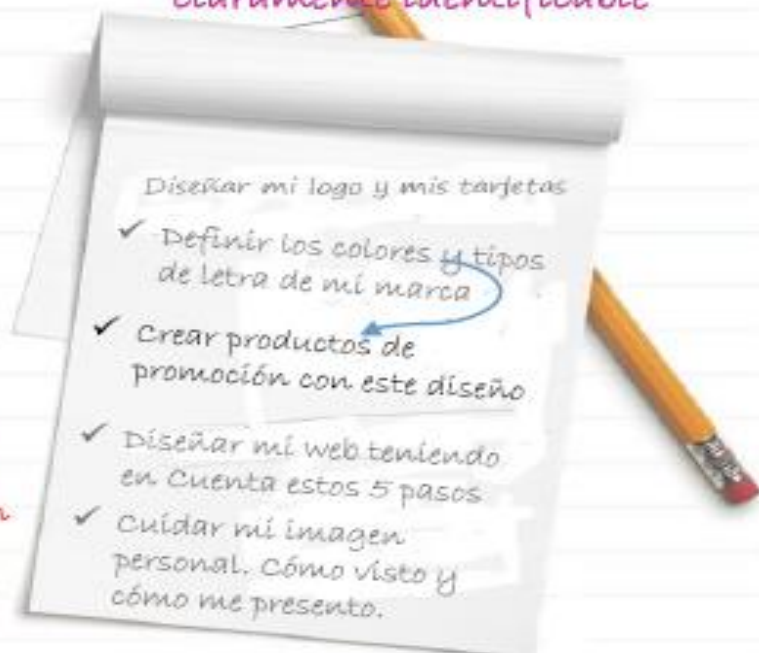 claramente identificable
Diseñar mi logo y mis tarjetas
✓ Definir los colores y tipos
de letra de mi marca
✓ Crear productos de
promoción con este diseño
✓ Diseñar mi web teniendo
en Cuenta estos 5 pasos
✓ Cuidar mi imagen
personal. Cómo visto y
cómo me presento.